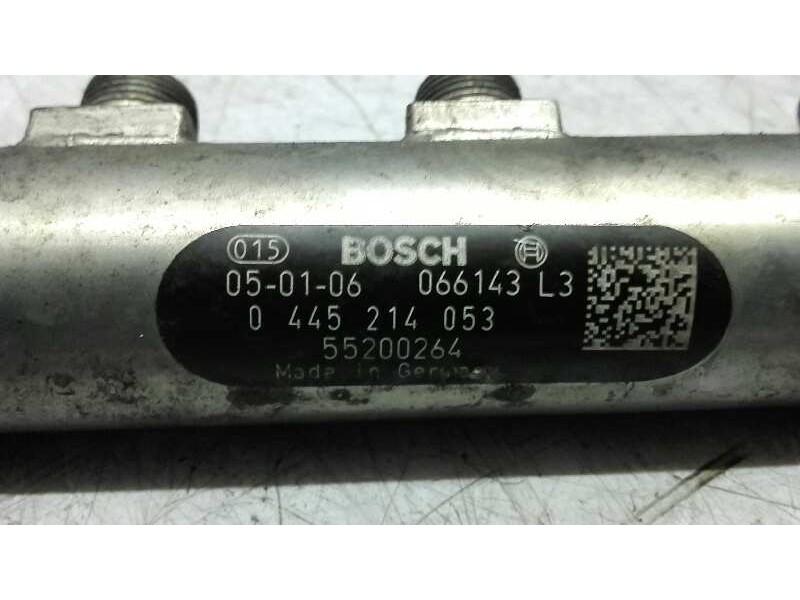 015 BOSCH
05-01-06 066143 L3
0 445 214 053
55200264
Made in Germany